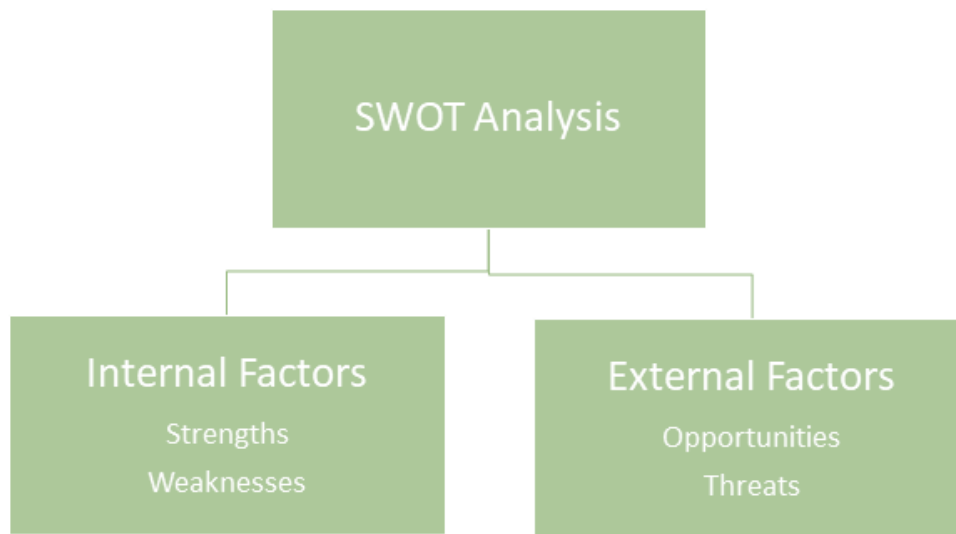 SWOT Analysis
Internal Factors
Strengths
Weaknesses
External Factors
Opportunities
Threats